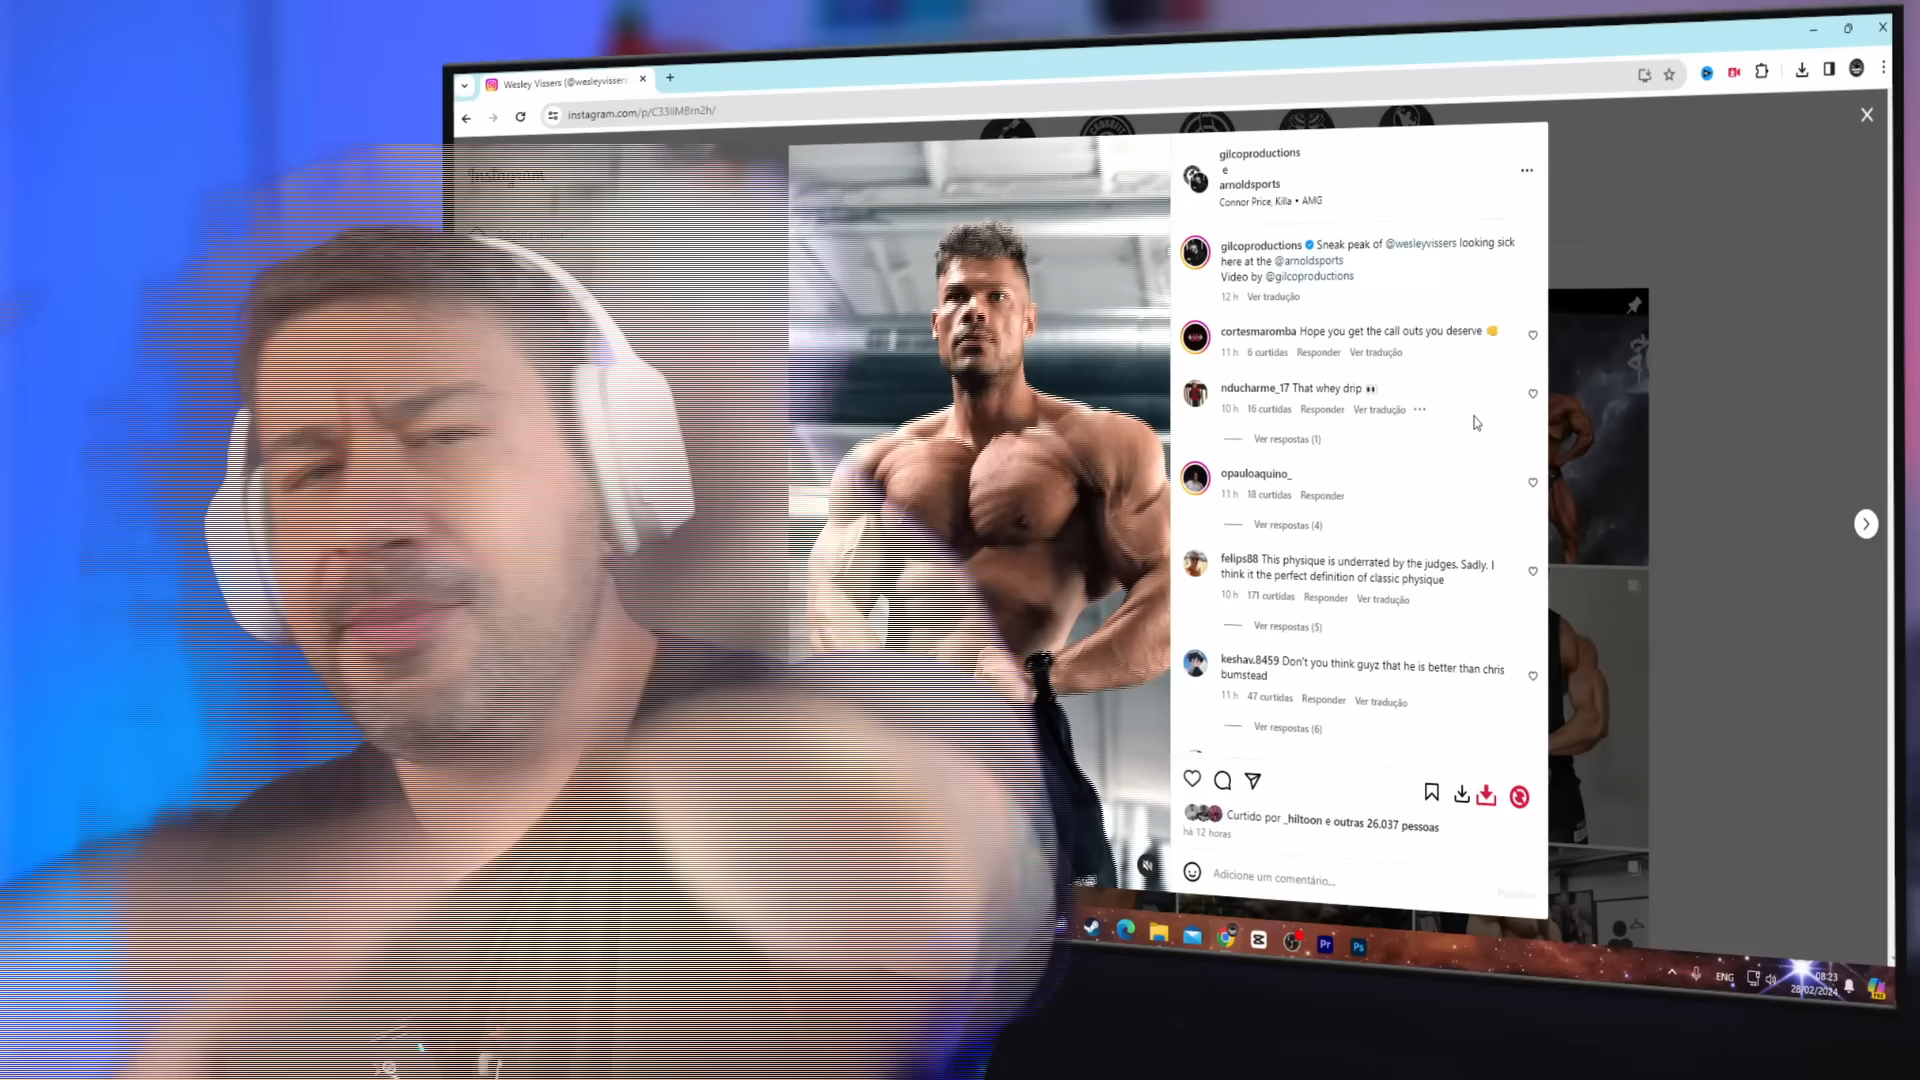 Wesley Vissers (@wesleyvissers
instagram.com/p/C33IIMBrn2h/
Instagram
gilcoproductions
e
arnoldsports
Connor Price, Killa • AMG
gilcoproductions Sneak peak of @wesleyvissers looking sick
here at the @arnoldsports
Video by @gilcoproductions
12 h Ver tradução
cortesmaromba Hope you get the call outs you deserve 👊
11 h 6 curtidas Responder Ver tradução
nducharme_17 That whey drip 👀
10 h 16 curtidas Responder Ver tradução •••
Ver respostas (1)
opauloaquino_
11 h 18 curtidas Responder
Ver respostas (4)
felips88 This physique is underrated by the judges. Sadly. I
think it the perfect definition of classic physique
10 h 171 curtidas Responder Ver tradução
Ver respostas (5)
keshav.8459 Don't you think guyz that he is better than chris
bumstead
11 h 47 curtidas Responder Ver tradução
Ver respostas (6)
Curtido por _hiltoon e outras 26.037 pessoas
há 12 horas
Adicione um comentário...
Pr
Ps
ENG
08:23
28/02/2024